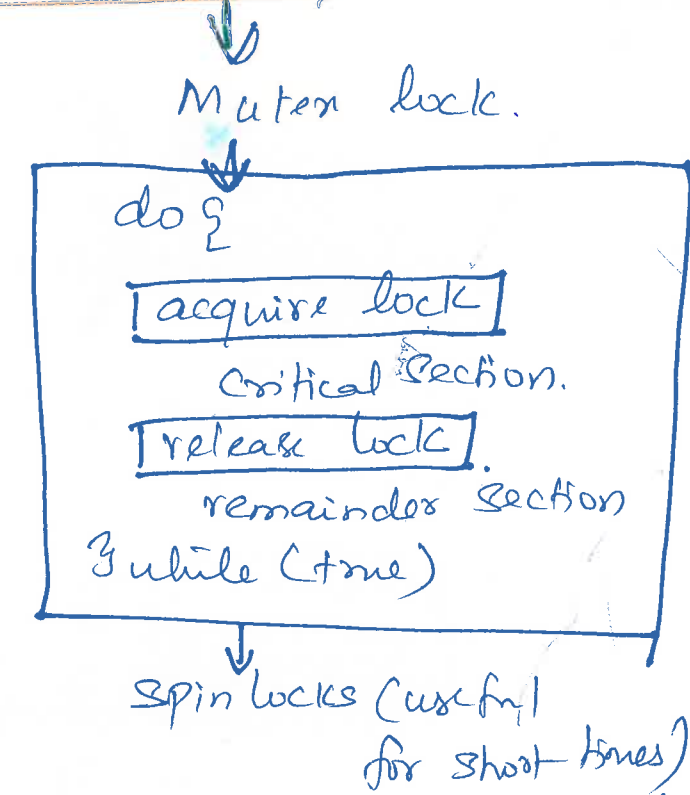 Mutex lock.
do {
acquire lock
Critical Section.
release lock.
remainder section
} while (true)
Spin locks (useful
for short times)